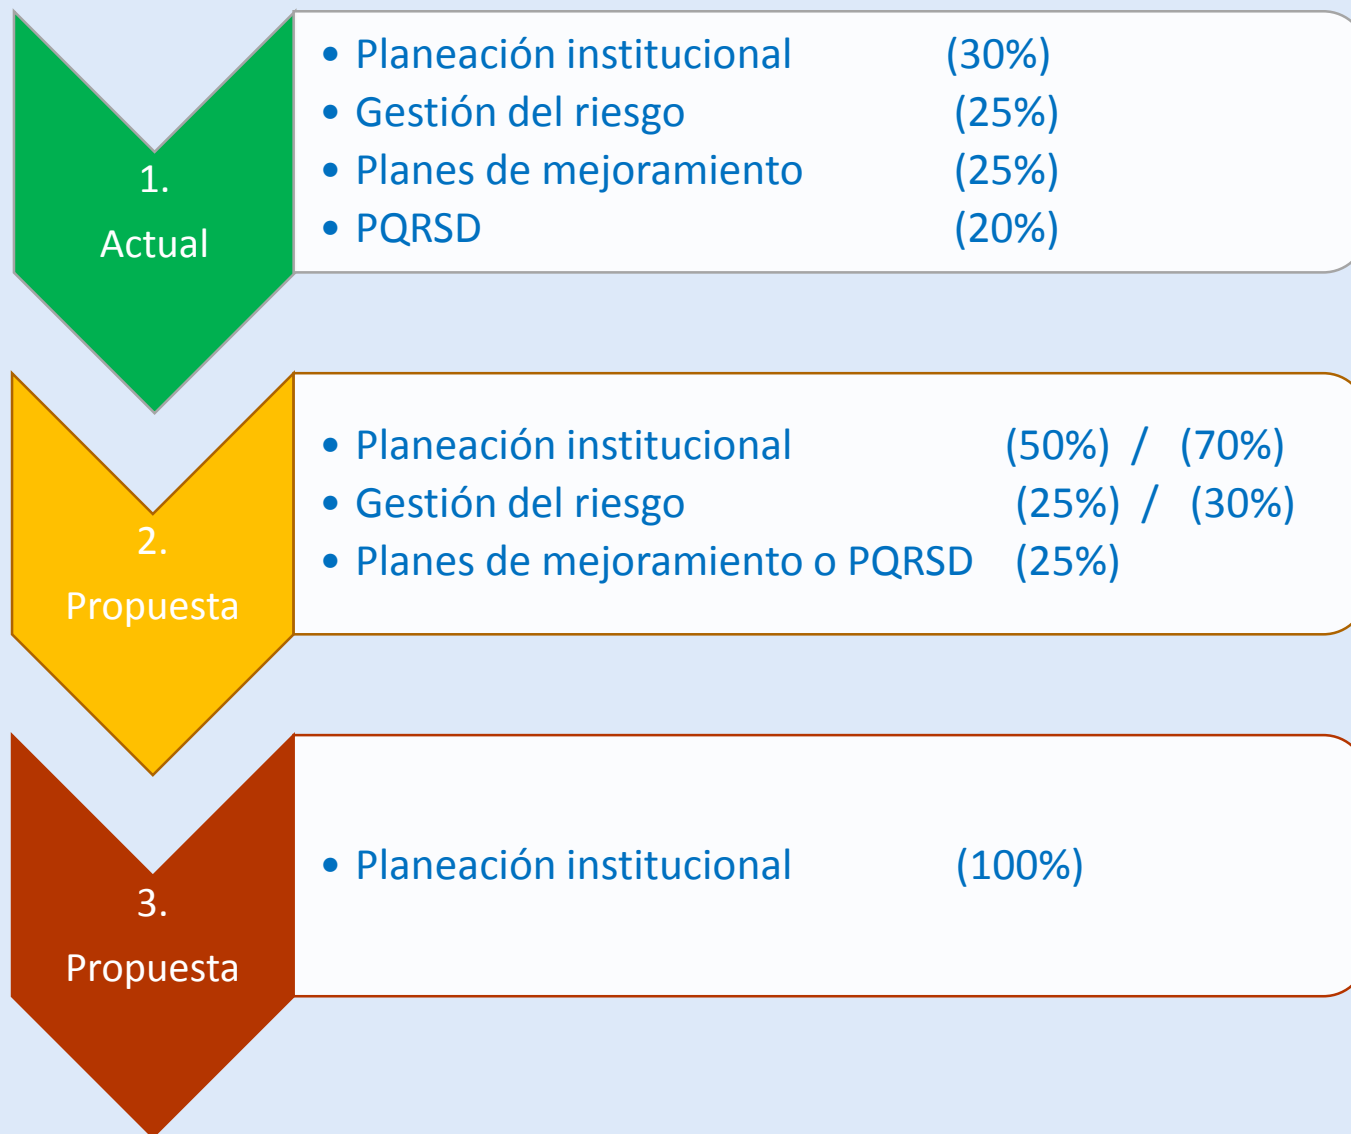 1.
Actual
• Planeación institucional (30%)
• Gestión del riesgo (25%)
• Planes de mejoramiento (25%)
• PQRSD (20%)
2.
Propuesta
• Planeación institucional (50%) / (70%)
• Gestión del riesgo (25%) / (30%)
• Planes de mejoramiento o PQRSD (25%)
3.
Propuesta
• Planeación institucional (100%)